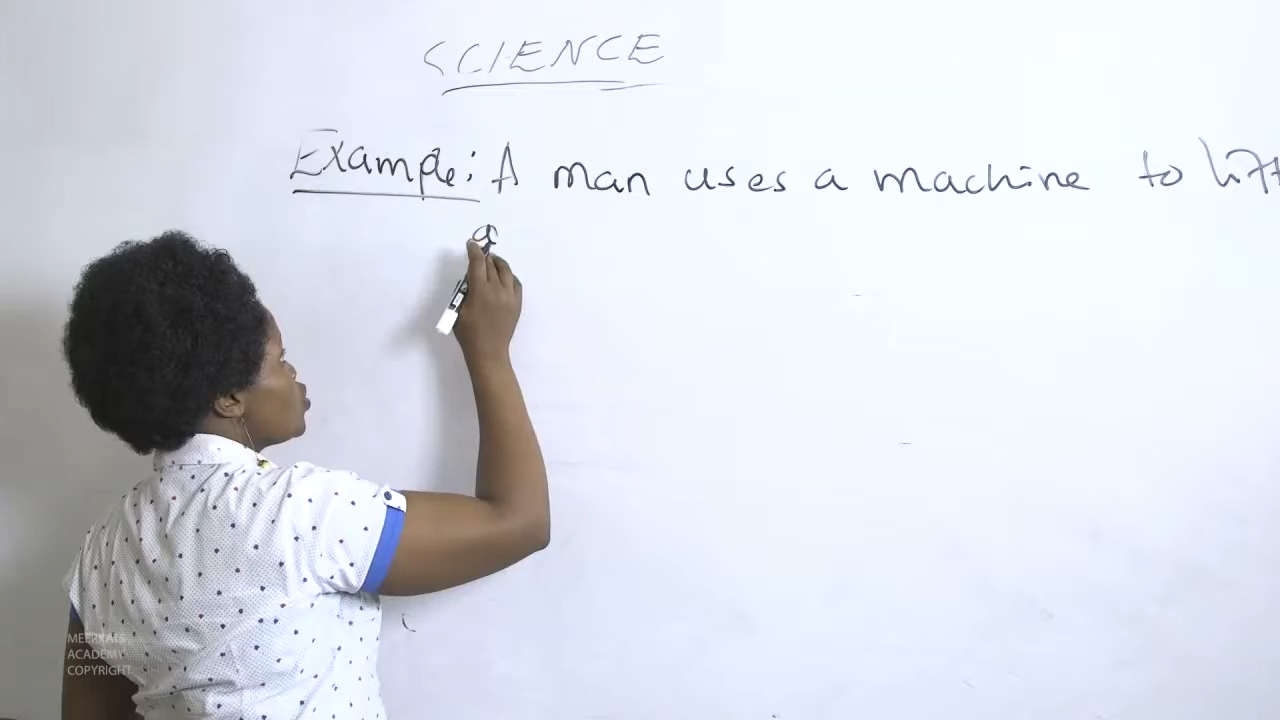 SCIENCE
Example: A man uses a machine to lift
a
MEERKATS
ACADEMY
COPYRIGHT